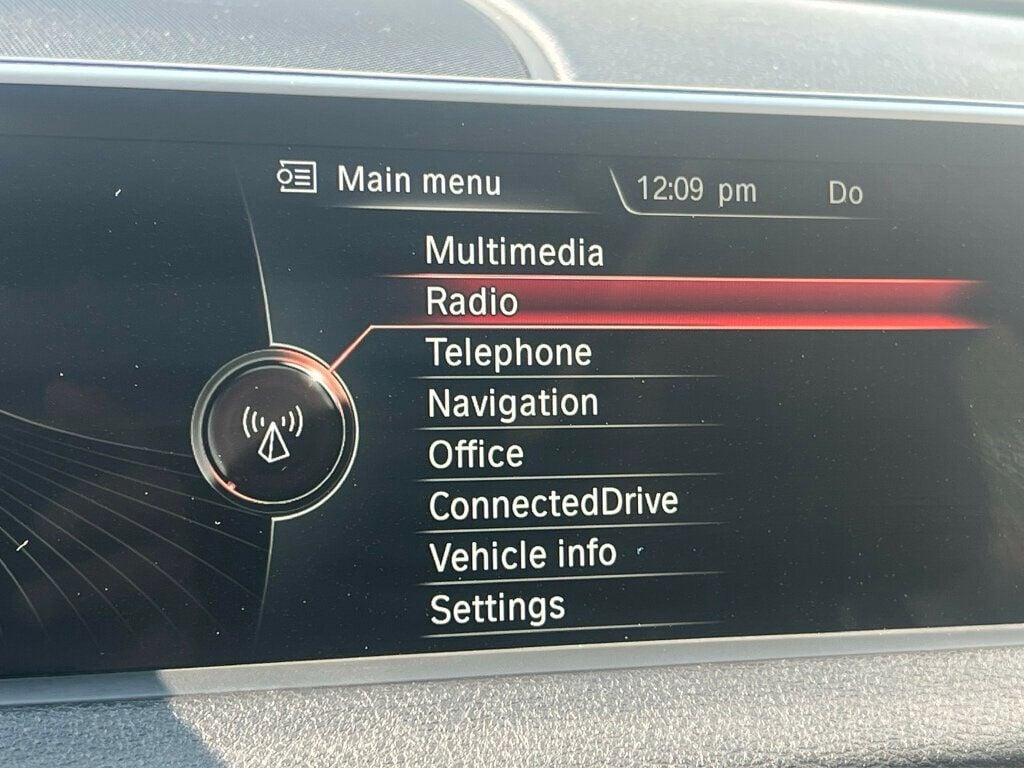 Main menu
12:09 pm Do
Multimedia
Radio
Telephone
Navigation
Office
ConnectedDrive
Vehicle info
Settings